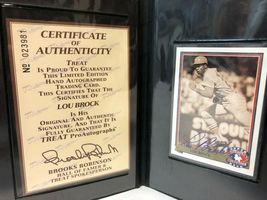 No 023981
CERTIFICATE
OF
AUTHENTICITY
TREAT
IS PROUD TO GUARANTEE
THIS LIMITED EDITION
HAND AUTOGRAPHED
TRADING CARD.
THIS CERTIFIES THAT THE
SIGNATURE OF
LOU BROCK
IS HIS
ORIGINAL AND AUTHENTIC
SIGNATURE, AND THAT IT IS
FULLY GUARANTEED BY
TREAT PROAUTOGRAPHS
BROOKS ROBINSON
HALL OF FAMER &
TREAT SPOKESPERSON